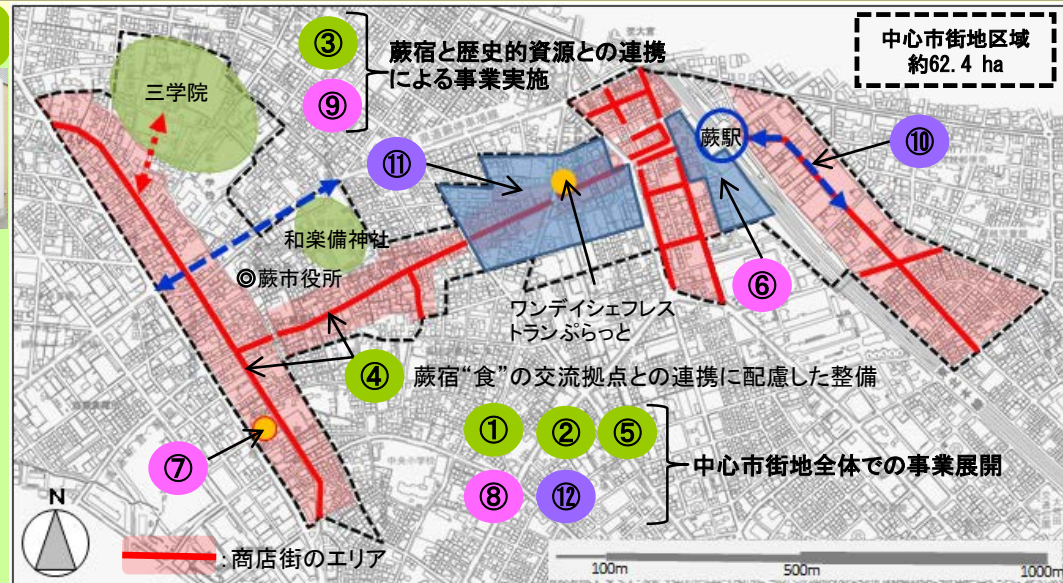 ③
⑨
蕨宿と歴史的資源との連携
による事業実施
中心市街地区域
約62.4 ha
三学院
⑪
蕨駅
⑩
和楽備神社
◎蕨市役所
⑥
ワンデイシェフレス
トランぷらっと
④
蕨宿“食”の交流拠点との連携に配慮した整備
①
②
⑤
⑦
⑧
⑫
中心市街地全体での事業展開
中央小学校
N
:商店街のエリア
100m
500m
1000m